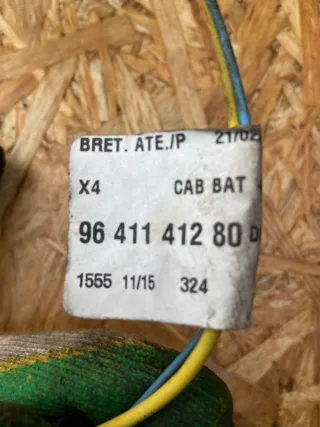 BRET. ATE./P 21/02
X4 CAB BAT
96 411 412 80 D
1555 11/15 324